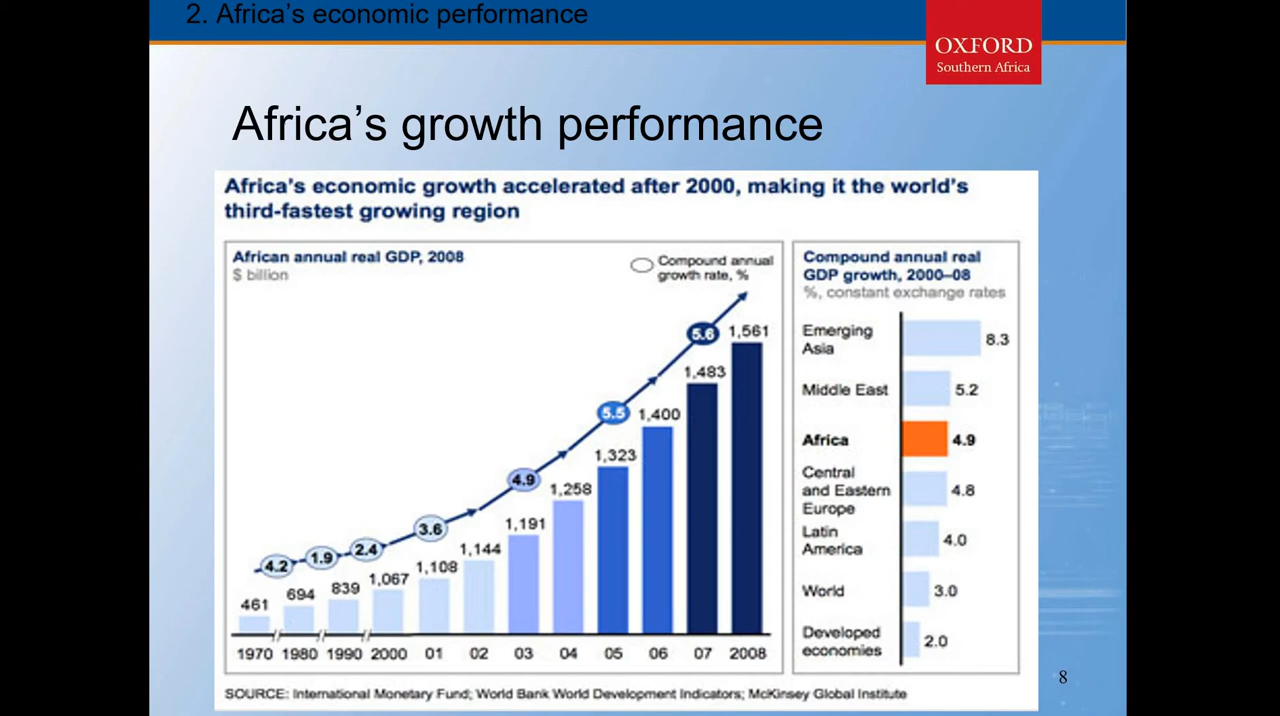 2. Africa's economic performance
OXFORD
Southern Africa
Africa's growth performance
Africa's economic growth accelerated after 2000, making it the world's
third-fastest growing region
African annual real GDP, 2008
$ billion
Compound annual
growth rate, %
5.6
1,561
1,483
5.5
1,400
1,323
4.9
1,258
1,191
3.6
1,144
1,108
4.2
1.9
2.4
1,067
839
694
461
1970
1980
1990
2000
01
02
03
04
05
06
07
2008
Compound annual real
GDP growth, 2000–08
%, constant exchange rates
Emerging
Asia
8.3
Middle East
5.2
Africa
4.9
Central
and Eastern
Europe
4.8
Latin
America
4.0
World
3.0
Developed
economies
2.0
SOURCE: International Monetary Fund; World Bank World Development Indicators; McKinsey Global Institute
8